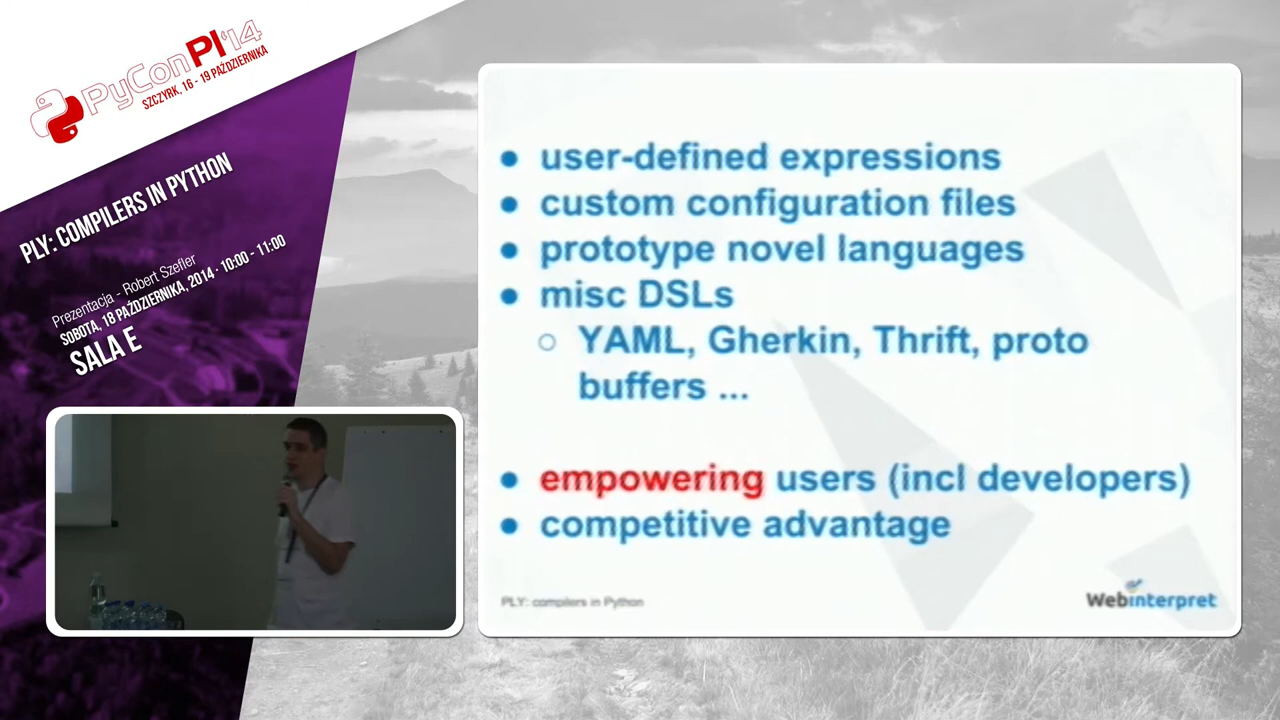 PyConPl'14
SZCZYRK, 16 - 19 PAŹDZIERNIKA
PLY: COMPILERS IN PYTHON
Prezentacja - Robert Szefler
SOBOTA, 18 PAŹDZIERNIKA, 2014 · 10:00 - 11:00
SALA E
● user-defined expressions
● custom configuration files
● prototype novel languages
● misc DSLs
○ YAML, Gherkin, Thrift, proto
buffers ...
● empowering users (incl developers)
● competitive advantage
PLY: compilers in Python
Webinterpret